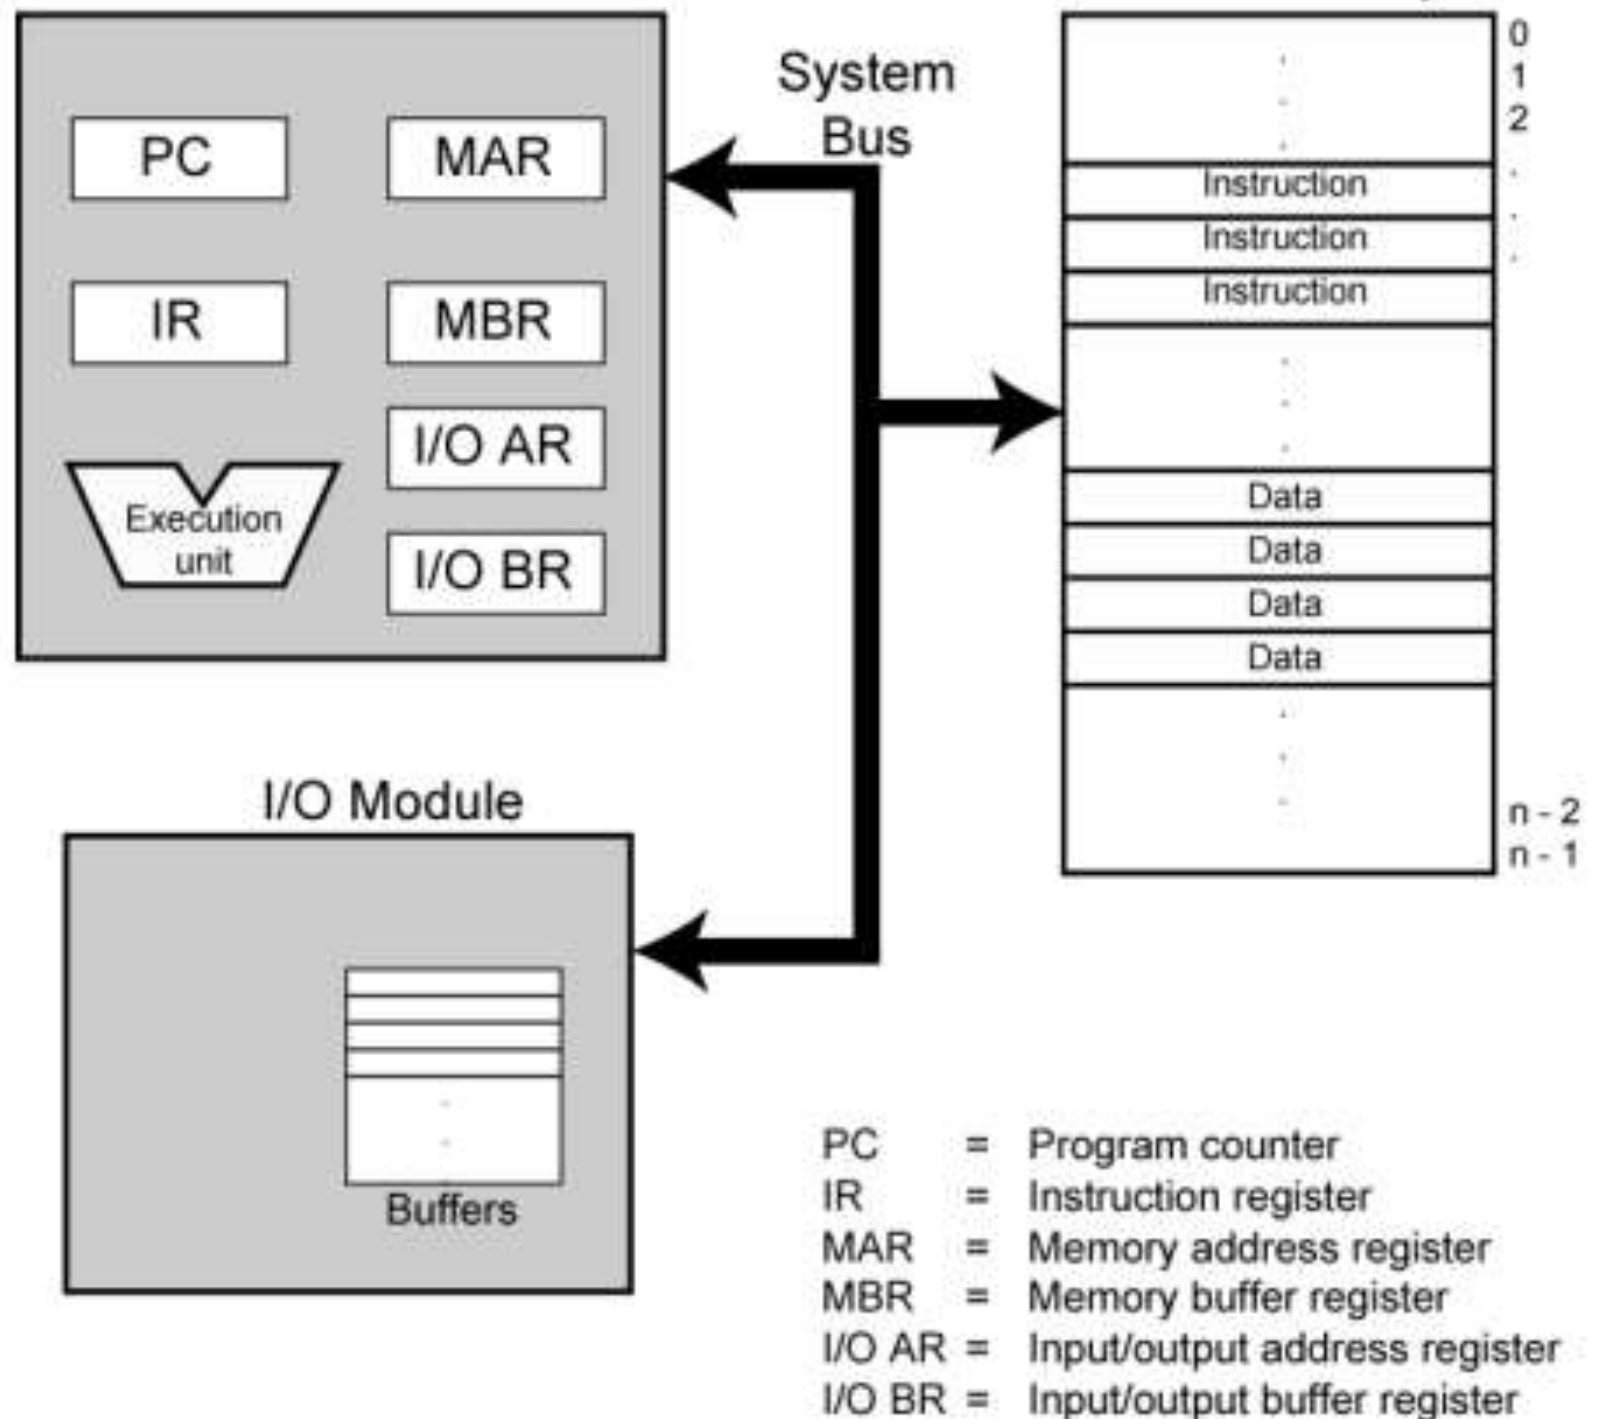 System
Bus
PC
MAR
IR
MBR
I/O AR
I/O BR
Execution
unit
0
1
2
Instruction
Instruction
Instruction
Data
Data
Data
Data
n - 2
n - 1
I/O Module
Buffers
PC = Program counter
IR = Instruction register
MAR = Memory address register
MBR = Memory buffer register
I/O AR = Input/output address register
I/O BR = Input/output buffer register